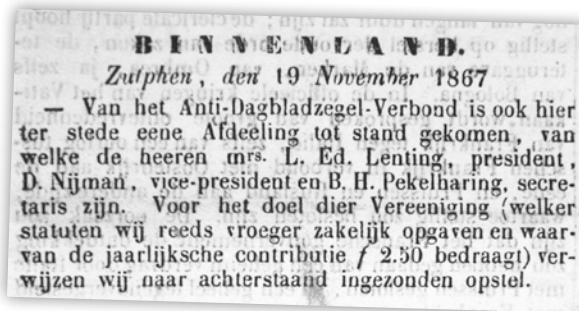 BINNENLAND.
Zutphen, den 19 November 1867
— Van het Anti-Dagbladzegel-Verbond is ook hier
ter stede eene Afdeeling tot stand gekomen, van
welke de heeren mrs. L. Ed. Lenting, president,
D. Nijman, vice-president en B. H. Pekelharing, secre-
taris zijn. Voor het doel dier Vereeniging (welker
statuten wij reeds vroeger zakelijk opgaven en waar-
van de jaarlijksche contributie ƒ 2.50 bedraagt) ver-
wijzen wij naar achterstaand ingezonden opstel.